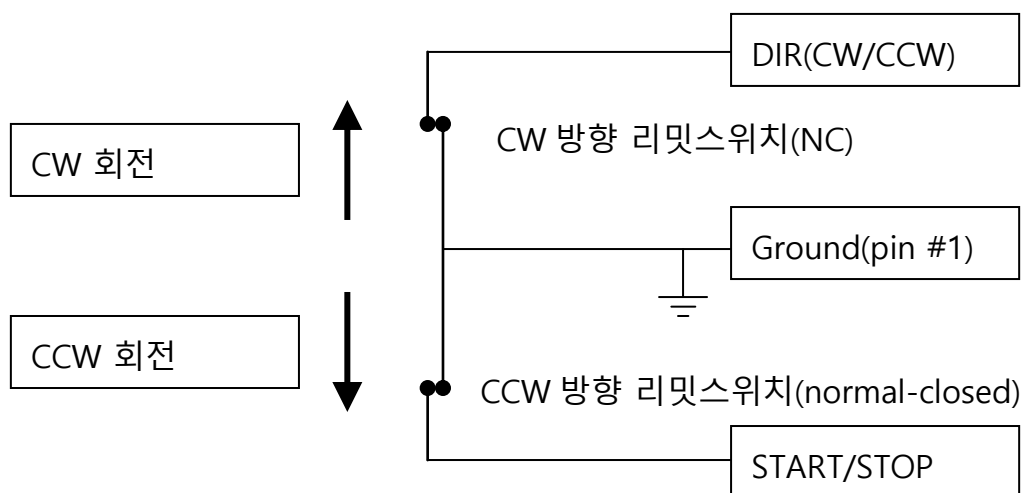 DIR(CW/CCW)
CW 회전
CW 방향 리밋스위치(NC)
Ground(pin #1)
CCW 회전
CCW 방향 리밋스위치(normal-closed)
START/STOP